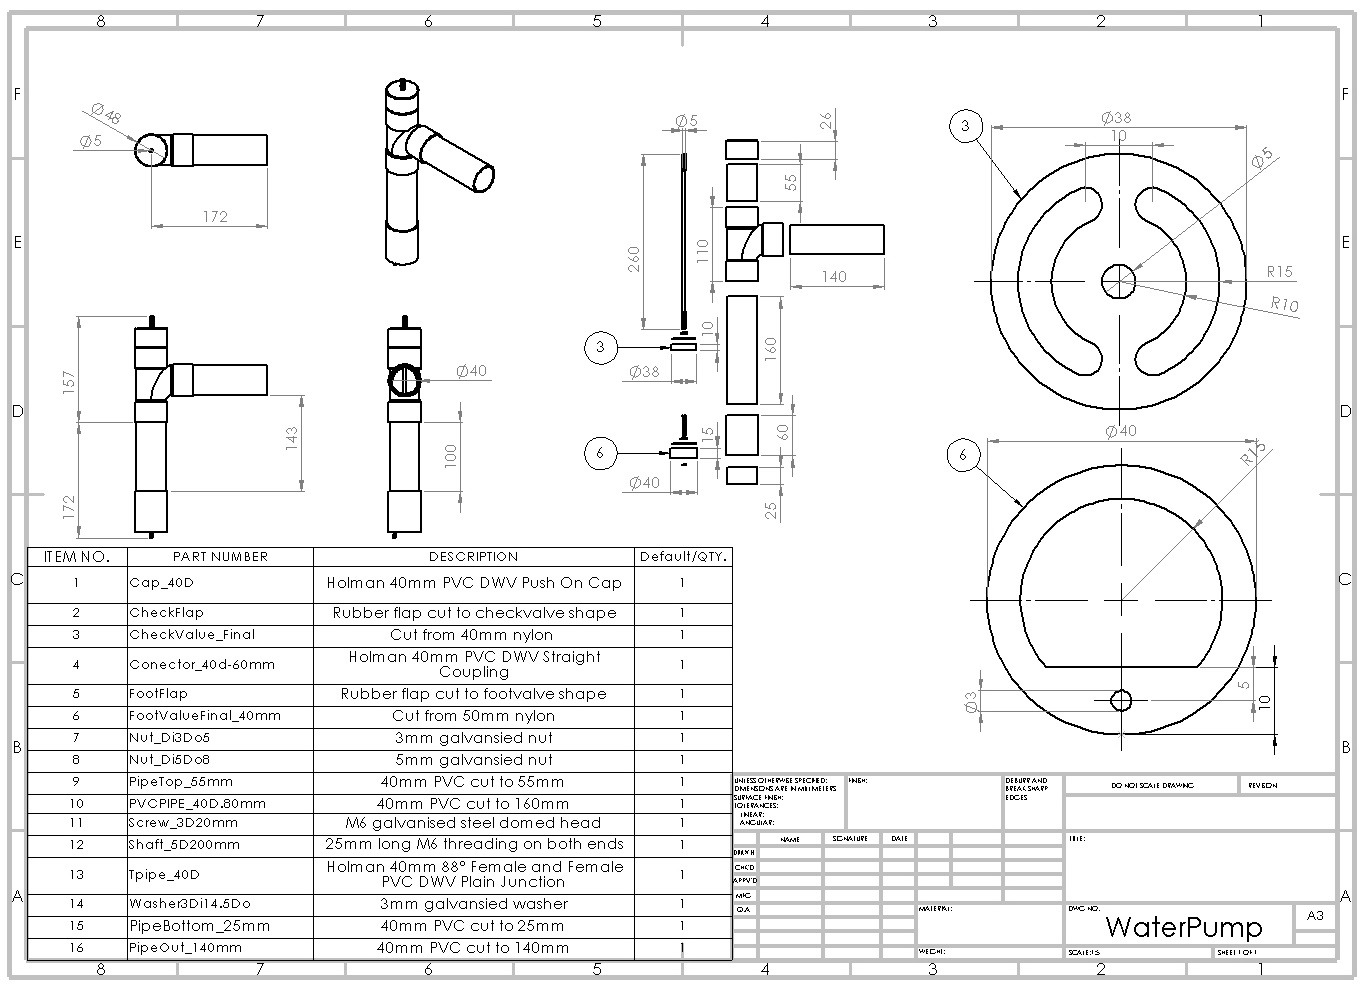 8 7 6 5 4 3 2 1
F F
E E
D D
C C
B B
A A
Ø48
Ø5
172
157
172
143
Ø40
100
Ø5
260
26
55
110
140
10
160
3
Ø38
15
60
6
Ø40
25
3
Ø38
10
Ø5
R15
R10
6
Ø40
R15
Ø3
5
10
ITEM NO. PART NUMBER DESCRIPTION Default/QTY.
1 Cap_40D Holman 40mm PVC DWV Push On Cap 1
2 CheckFlap Rubber flap cut to checkvalve shape 1
3 CheckValue_Final Cut from 40mm nylon 1
4 Conector_40d-60mm Holman 40mm PVC DWV Straight
Coupling 1
5 FootFlap Rubber flap cut to footvalve shape 1
6 FootValueFinal_40mm Cut from 50mm nylon 1
7 Nut_Di3Do5 3mm galvansied nut 1
8 Nut_Di5Do8 5mm galvansied nut 1
9 PipeTop_55mm 40mm PVC cut to 55mm 1
10 PVCPIPE_40D.80mm 40mm PVC cut to 160mm 1
11 Screw_3D20mm M6 galvanised steel domed head 1
12 Shaft_5D200mm 25mm long M6 threading on both ends 1
13 Tpipe_40D Holman 40mm 88° Female and Female
PVC DWV Plain Junction 1
14 Washer3Di14.5Do 3mm galvansied washer 1
15 PipeBottom_25mm 40mm PVC cut to 25mm 1
16 PipeOut_140mm 40mm PVC cut to 140mm 1
UNLESS OTHERWISE SPECIFIED:
DIMENSIONS ARE IN MILLIMETERS
SURFACE FINISH:
TOLERANCES:
LINEAR:
ANGULAR:
FINISH:
DEBURR AND
BREAK SHARP
EDGES
DO NOT SCALE DRAWING
REVISION
NAME SIGNATURE DATE
DRAWN
CHK'D
APPV'D
MFG
Q.A
TITLE:
MATERIAL:
DWG NO.
WaterPump
A3
WEIGHT:
SCALE:1:5
SHEET 1 OF 1
8 7 6 5 4 3 2 1